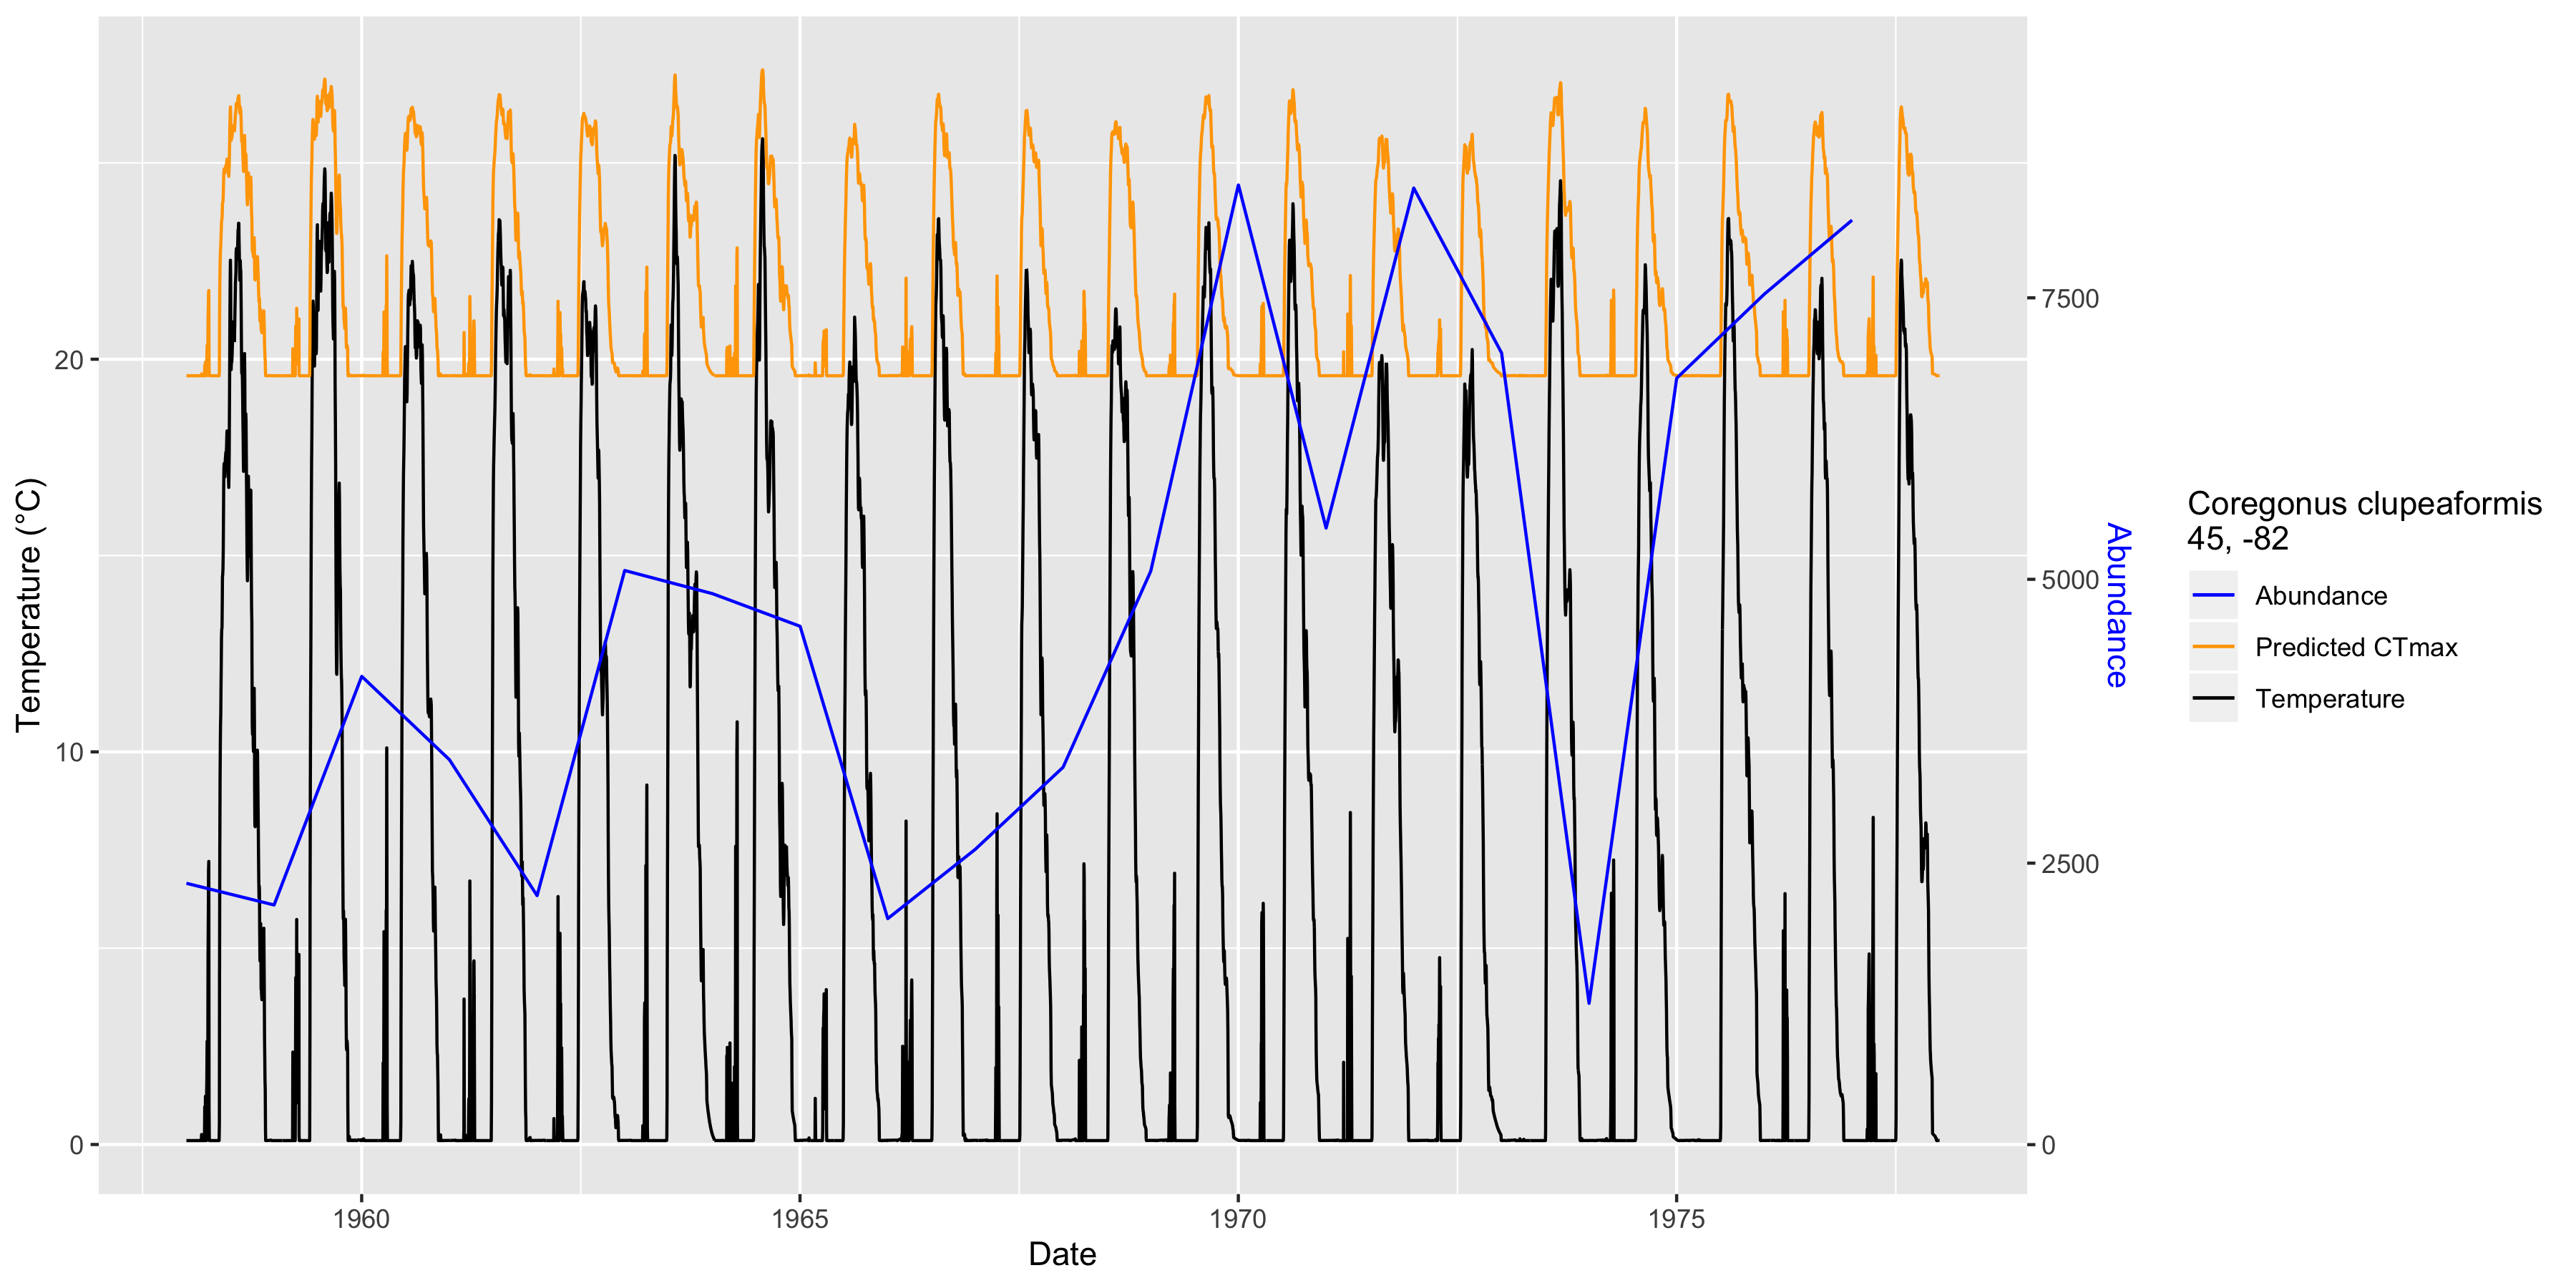 Temperature (°C)
20
10
0
1960
1965
1970
1975
Date
7500
5000
2500
0
Abundance
Coregonus clupeaformis
45, -82
Abundance
Predicted CTmax
Temperature